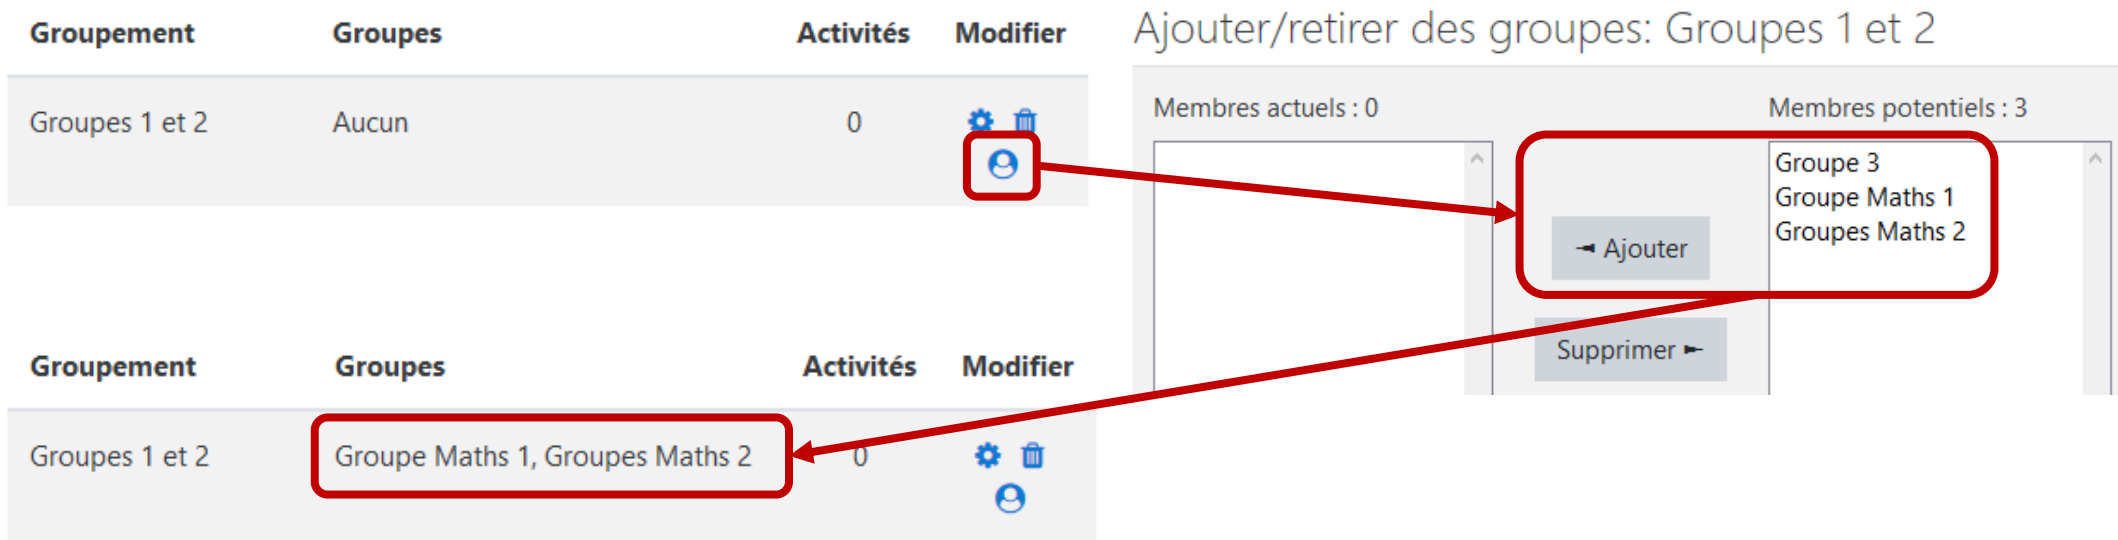 Groupement Groupes Activités Modifier
Groupes 1 et 2 Aucun 0
Ajouter/retirer des groupes: Groupes 1 et 2
Membres actuels : 0 Membres potentiels : 3
Groupe 3
Groupe Maths 1
Groupes Maths 2
Ajouter
Supprimer
Groupement Groupes Activités Modifier
Groupes 1 et 2 Groupe Maths 1, Groupes Maths 2 0